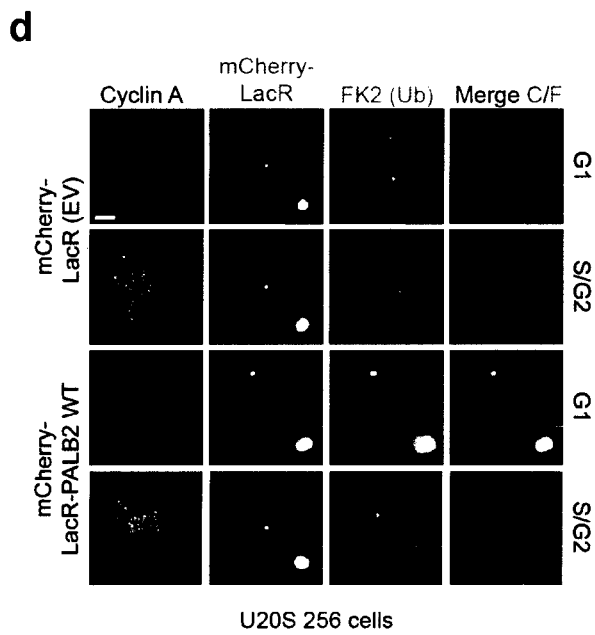 d
mCherry-
Cyclin A LacR FK2 (Ub) Merge C/F
mCherry-
LacR (EV)
G1
S/G2
mCherry-
LacR-PALB2 WT
G1
S/G2
U20S 256 cells